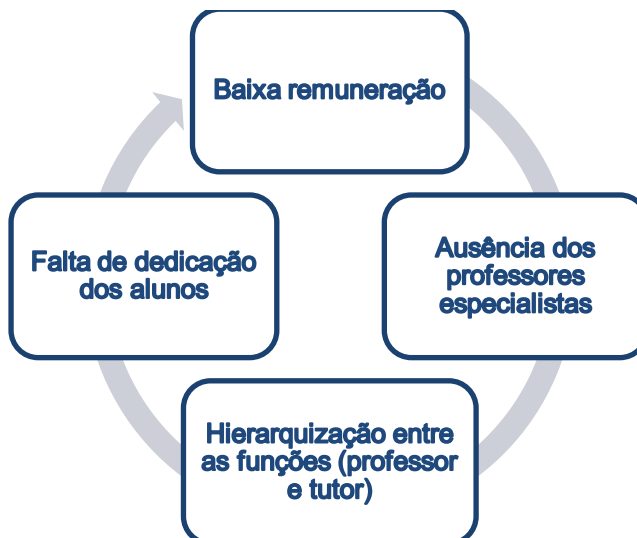 Baixa remuneração
Ausência dos
professores
especialistas
Hierarquização entre
as funções (professor
e tutor)
Falta de dedicação
dos alunos